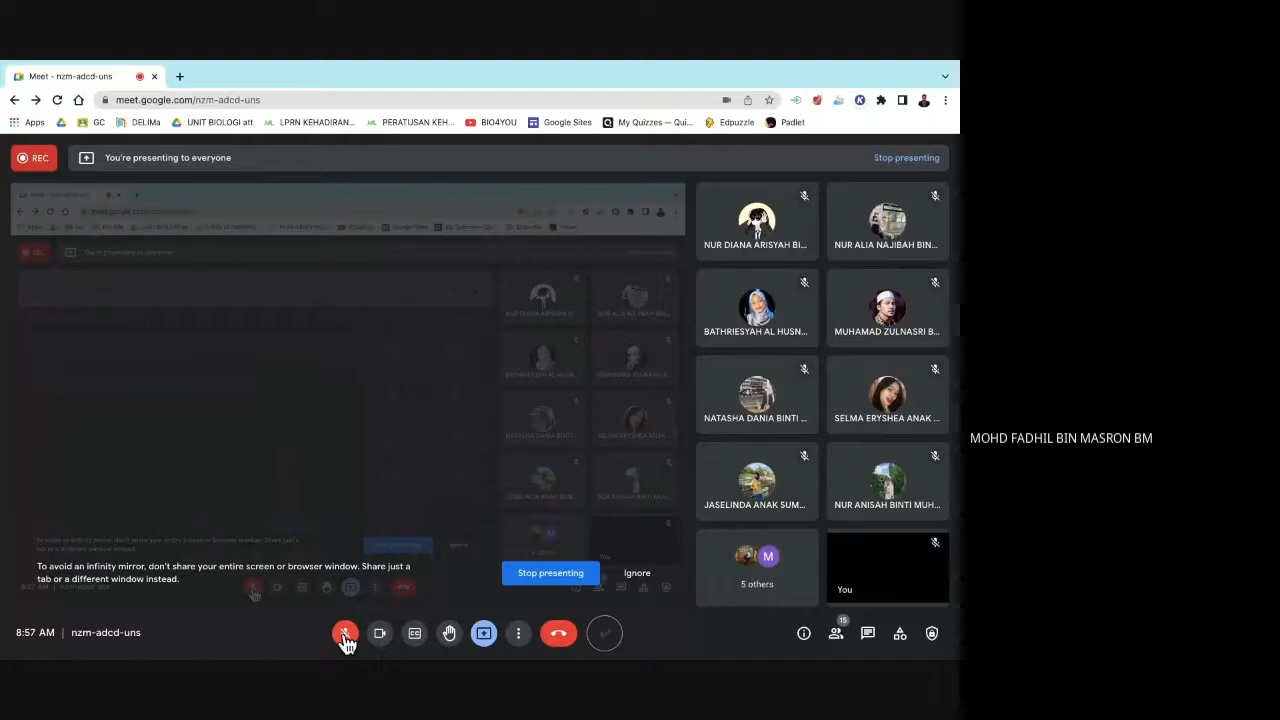 Meet - nzm-adcd-uns
meet.google.com/nzm-adcd-uns
Apps GC DELIMa UNIT BIOLOGI att LPRN KEHADIRAN... PERATUSAN KEH... BIO4YOU Google Sites My Quizzes — Qui... Edpuzzle Padlet
REC You're presenting to everyone Stop presenting
NUR DIANA ARISYAH BI... NUR ALIA NAJIBAH BIN...
BATHRIESYAH AL HUSN... MUHAMAD ZULNASRI B...
NATASHA DANIA BINTI ... SELMA ERYSHEA ANAK ...
MOHD FADHIL BIN MASRON BM
JASELINDA ANAK SUM... NUR ANISAH BINTI MUH...
To avoid an infinity mirror, don't share your entire screen or browser window. Share just a
tab or a different window instead.
Stop presenting Ignore
M
5 others
You
8:57 AM | nzm-adcd-uns
15